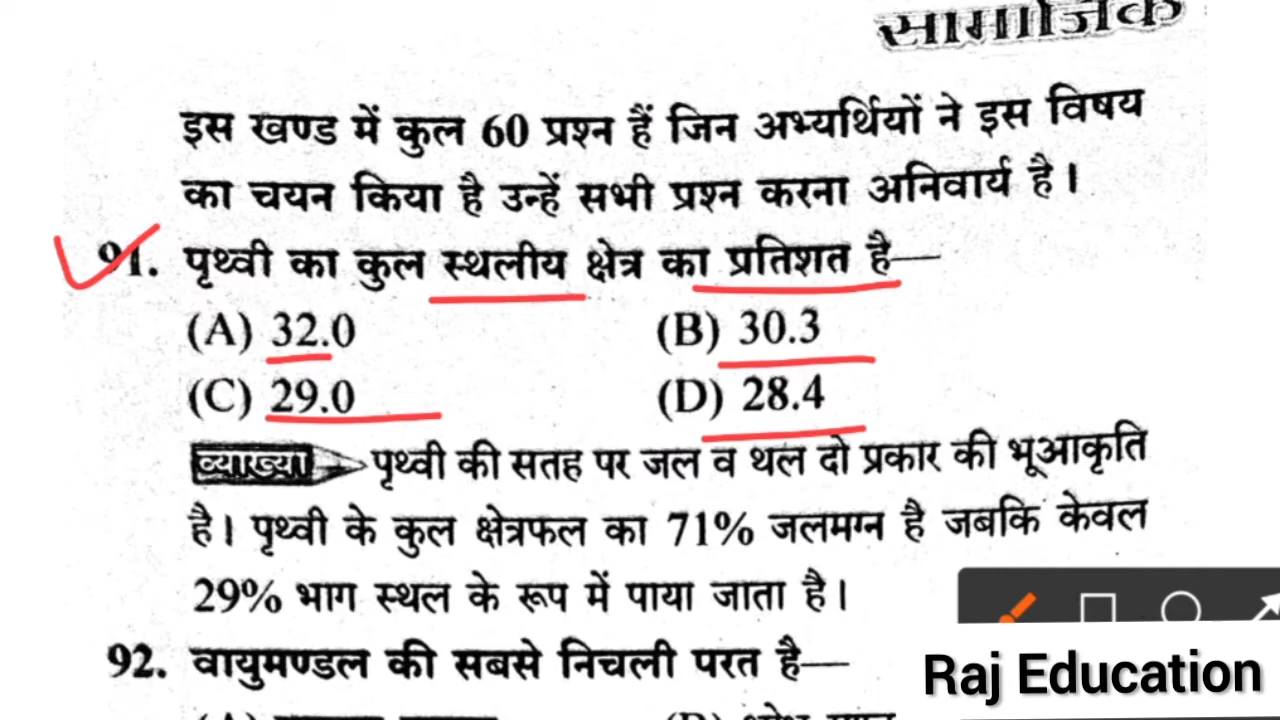 सामाजिक
इस खण्ड में कुल 60 प्रश्न हैं जिन अभ्यर्थियों ने इस विषय
का चयन किया है उन्हें सभी प्रश्न करना अनिवार्य है।
91. पृथ्वी का कुल स्थलीय क्षेत्र का प्रतिशत है—
(A) 32.0 (B) 30.3
(C) 29.0 (D) 28.4
व्याख्या पृथ्वी की सतह पर जल व थल दो प्रकार की भूआकृति
है। पृथ्वी के कुल क्षेत्रफल का 71% जलमग्न है जबकि केवल
29% भाग स्थल के रूप में पाया जाता है।
92. वायुमण्डल की सबसे निचली परत है—
Raj Education